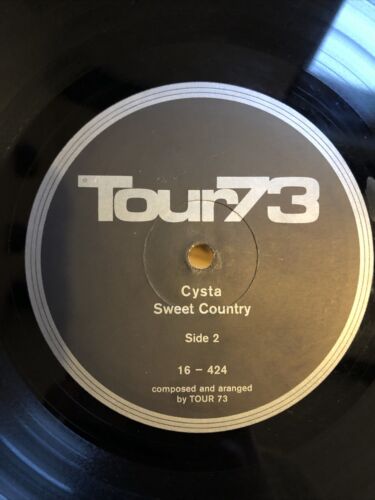 Tour73
Cysta
Sweet Country
Side 2
16 – 424
composed and aranged
by TOUR 73